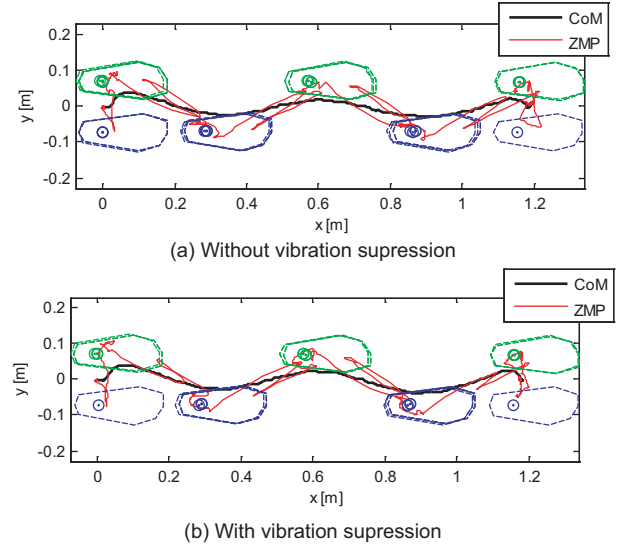 CoM
ZMP
0.2
0.1
0
-0.1
-0.2
y [m]
0 0.2 0.4 0.6 0.8 1 1.2
x [m]
(a) Without vibration supression
CoM
ZMP
0.2
0.1
0
-0.1
-0.2
y [m]
0 0.2 0.4 0.6 0.8 1 1.2
x [m]
(b) With vibration supression